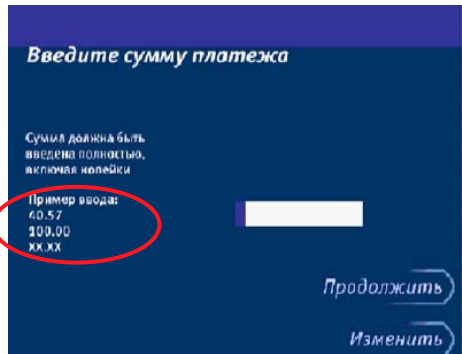 Введите сумму платежа
Сумма должна быть
введена полностью,
включая копейки
Пример ввода:
40.57
100.00
XX.XX
Продолжить
Изменить